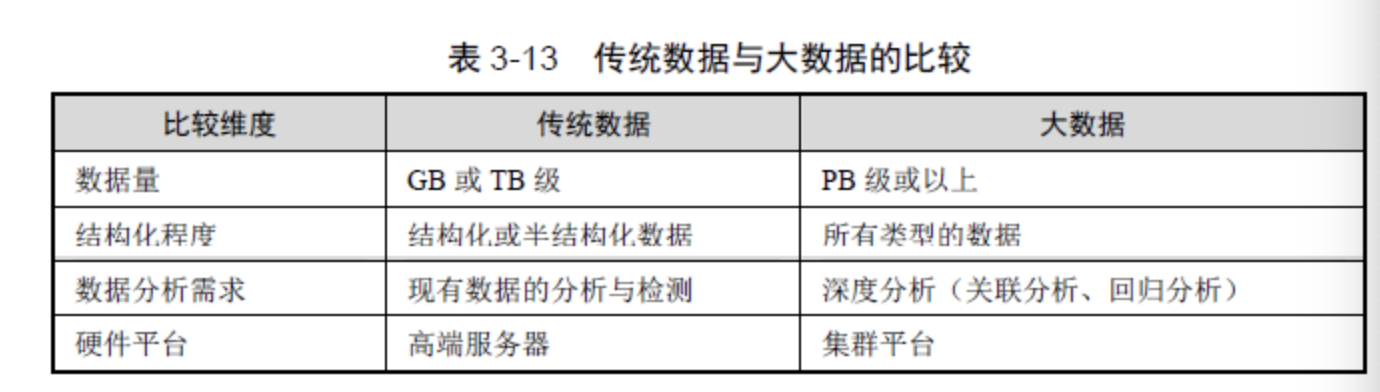 表 3-13 传统数据与大数据的比较
比较维度 传统数据 大数据
数据量 GB 或 TB 级 PB 级或以上
结构化程度 结构化或半结构化数据 所有类型的数据
数据分析需求 现有数据的分析与检测 深度分析（关联分析、回归分析）
硬件平台 高端服务器 集群平台